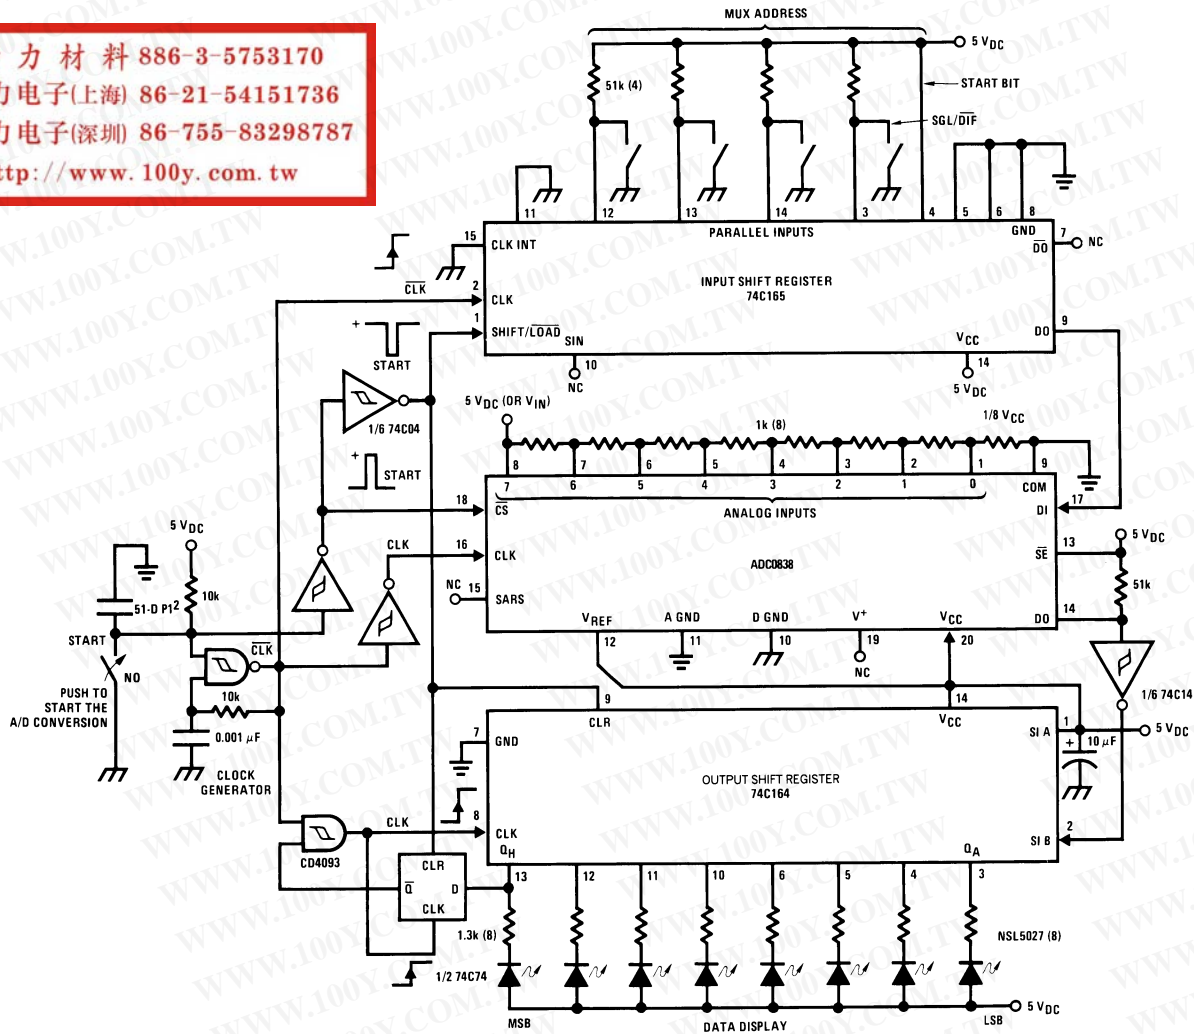 MUX ADDRESS
力 材 料 886-3-5753170
力电子(上海) 86-21-54151736
力电子(深圳) 86-755-83298787
ttp://www.100y.com.tw
5 VDC
51k (4)
START BIT
SGL/D̅I̅F̅
11
12
13
14
3
4
5
6
8
PARALLEL INPUTS
GND
15
CLK INT
7
D̅O̅
NC
INPUT SHIFT REGISTER
74C165
C̅L̅K̅
2
CLK
1
SHIFT/L̅O̅A̅D̅
DO
9
+
START
SIN
10
NC
VCC
14
5 VDC
1/6 74C04
5 VDC (OR VIN)
1k (8)
1/8 VCC
+
START
8
7
6
5
4
3
2
1
9
7
6
5
4
3
2
1
0
COM
18
C̅S̅
ANALOG INPUTS
DI
17
5 VDC
CLK
16
CLK
ADC0838
S̅E̅
13
5 VDC
NC
15
SARS
51k
10k
51-D P1²
VREF
A GND
D GND
V+
VCC
DO
14
12
11
10
19
20
NC
START
C̅L̅K̅
NO
PUSH TO
START THE
A/D CONVERSION
10k
0.001 µF
CLOCK
GENERATOR
1/6 74C14
9
CLR
14
VCC
7
GND
SI A
1
5 VDC
+
10 µF
OUTPUT SHIFT REGISTER
74C164
CLK
8
CLK
QH
QA
SI B
2
CD4093
CLR
Q̅
D
CLK
13
12
11
10
6
5
4
3
1.3k (8)
NSL5027 (8)
1/2 74C74
MSB
DATA DISPLAY
LSB
5 VDC
WWW.100Y.COM.TW